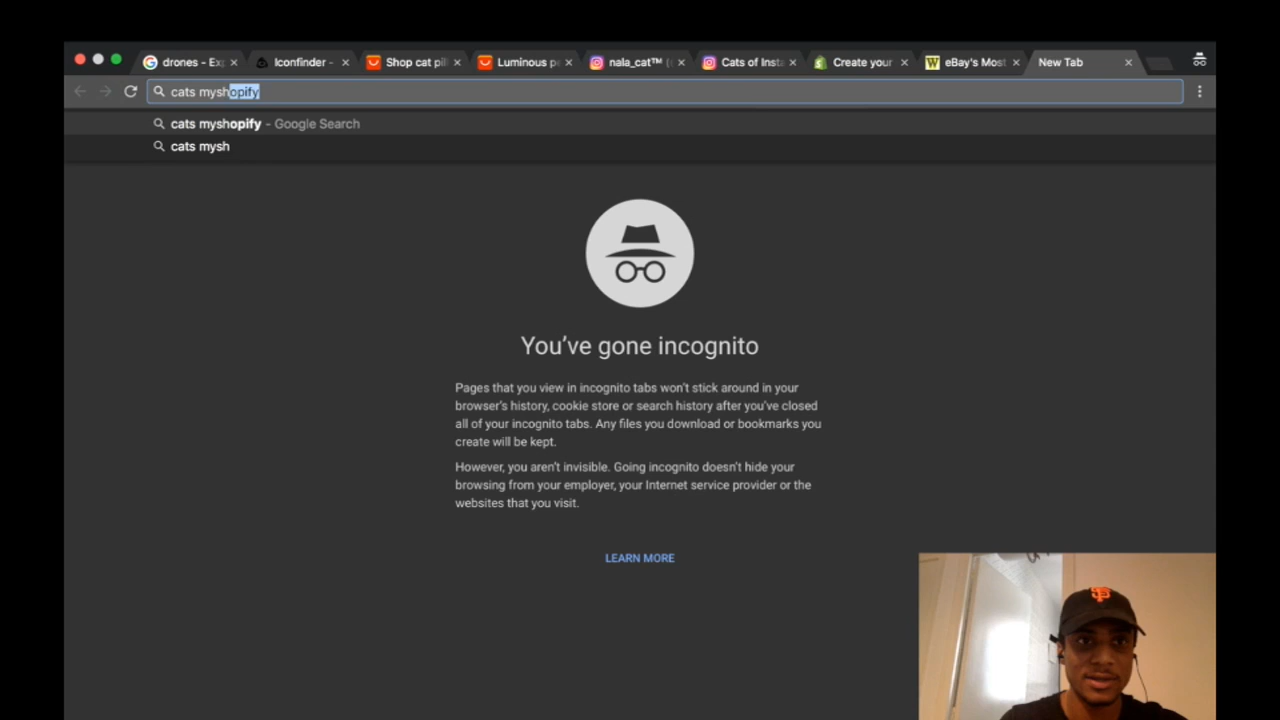 drones - Ex
Iconfinder -
Shop cat pil
Luminous pe
nala_cat™ (
Cats of Insta
Create your
eBay's Most
New Tab
cats myshopify
cats myshopify - Google Search
cats mysh
You've gone incognito
Pages that you view in incognito tabs won't stick around in your
browser's history, cookie store or search history after you've closed
all of your incognito tabs. Any files you download or bookmarks you
create will be kept.
However, you aren't invisible. Going incognito doesn't hide your
browsing from your employer, your Internet service provider or the
websites that you visit.
LEARN MORE
SF